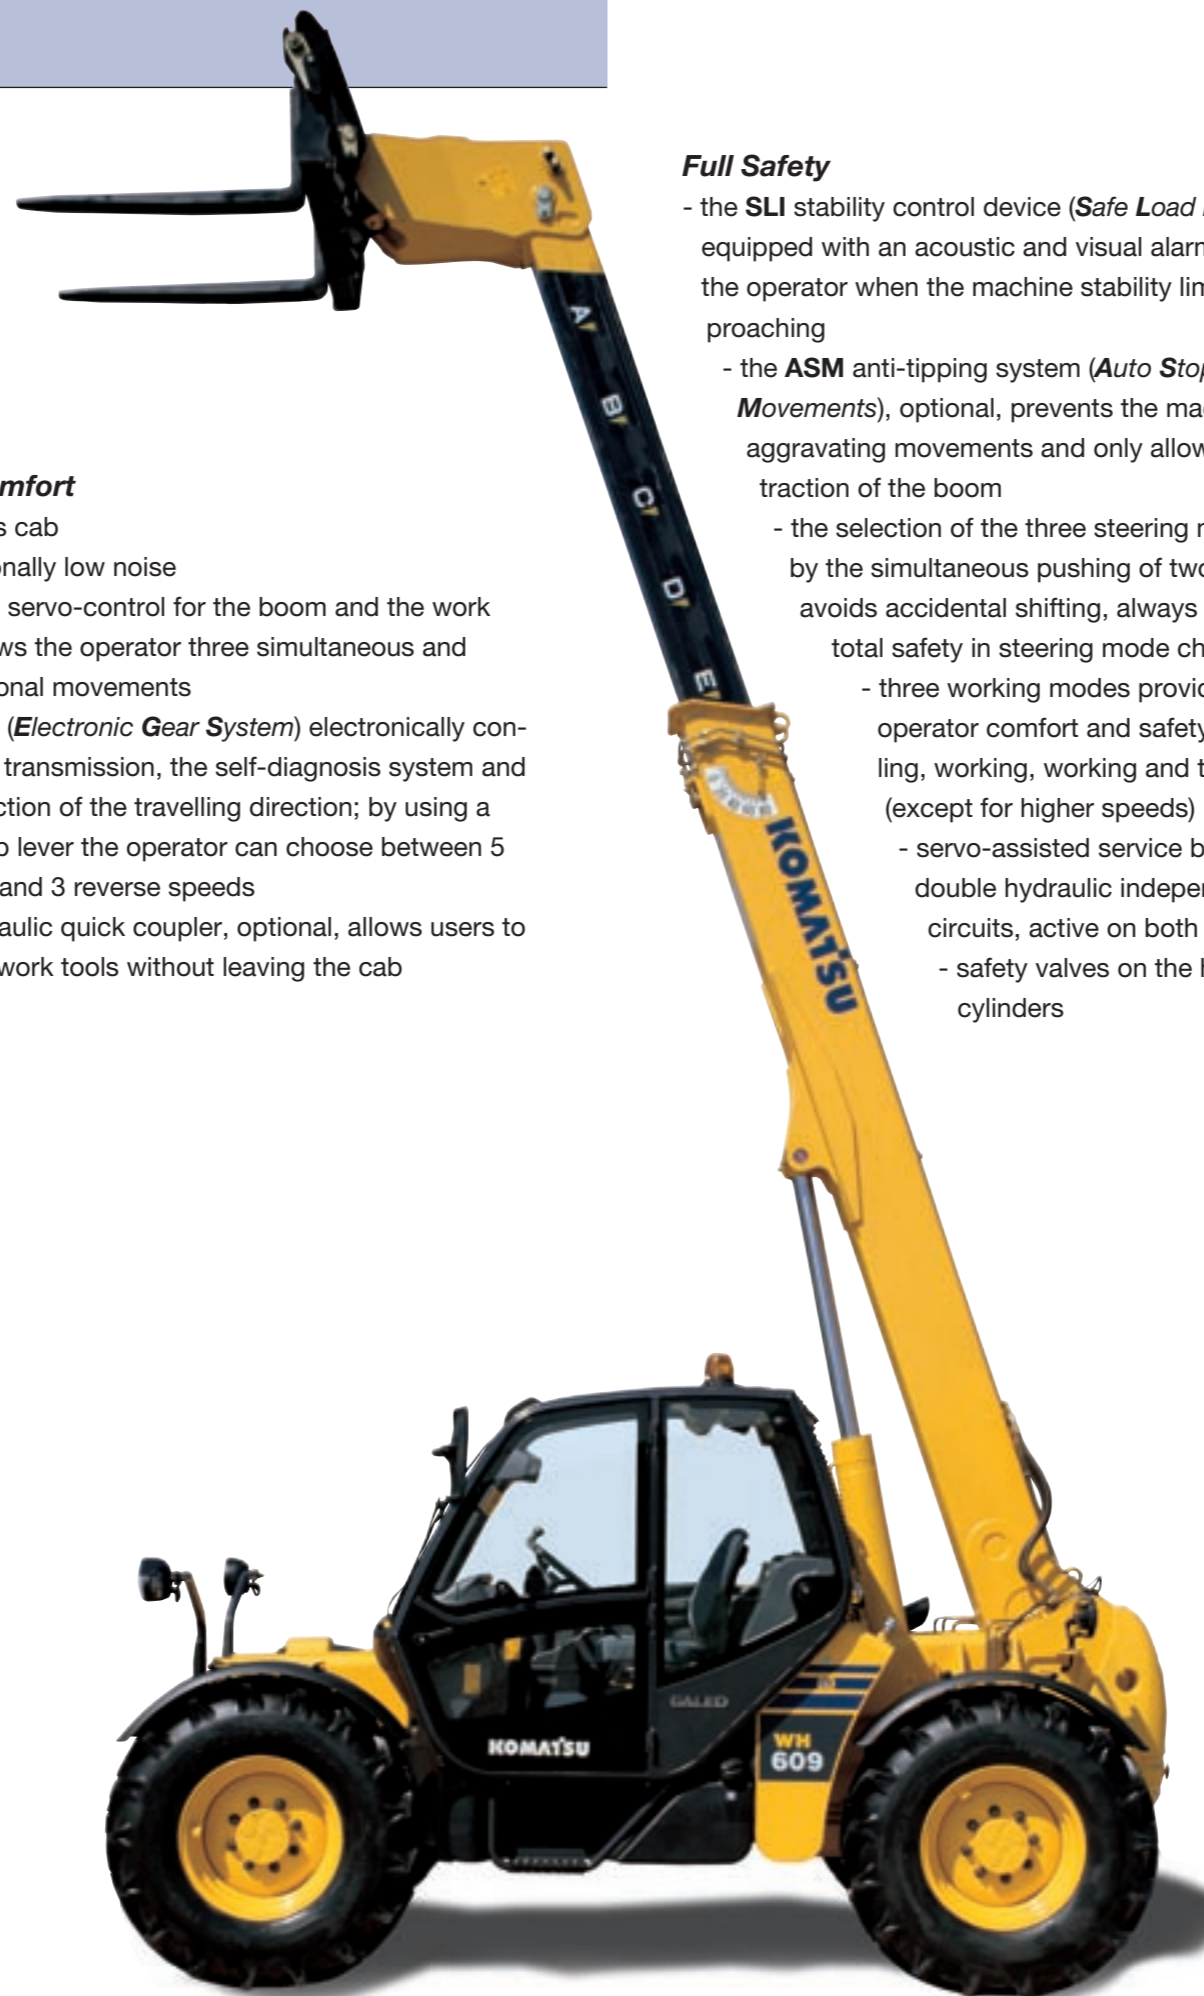 Full Safety
- the SLI stability control device (Safe Load
equipped with an acoustic and visual alarm
the operator when the machine stability lim
proaching
- the ASM anti-tipping system (Auto Stop
Movements), optional, prevents the ma
aggravating movements and only allow
traction of the boom
- the selection of the three steering
by the simultaneous pushing of two
avoids accidental shifting, always
total safety in steering mode ch
- three working modes provid
operator comfort and safety
ling, working, working and t
(except for higher speeds)
- servo-assisted service b
double hydraulic indepen
circuits, active on both
- safety valves on the
cylinders
mfort
s cab
onally low noise
servo-control for the boom and the work
ws the operator three simultaneous and
onal movements
(Electronic Gear System) electronically con-
transmission, the self-diagnosis system and
ction of the travelling direction; by using a
o lever the operator can choose between 5
and 3 reverse speeds
aulic quick coupler, optional, allows users to
work tools without leaving the cab
A
B
C
D
E
KOMATSU
GALEO
KOMATSU
WH
609